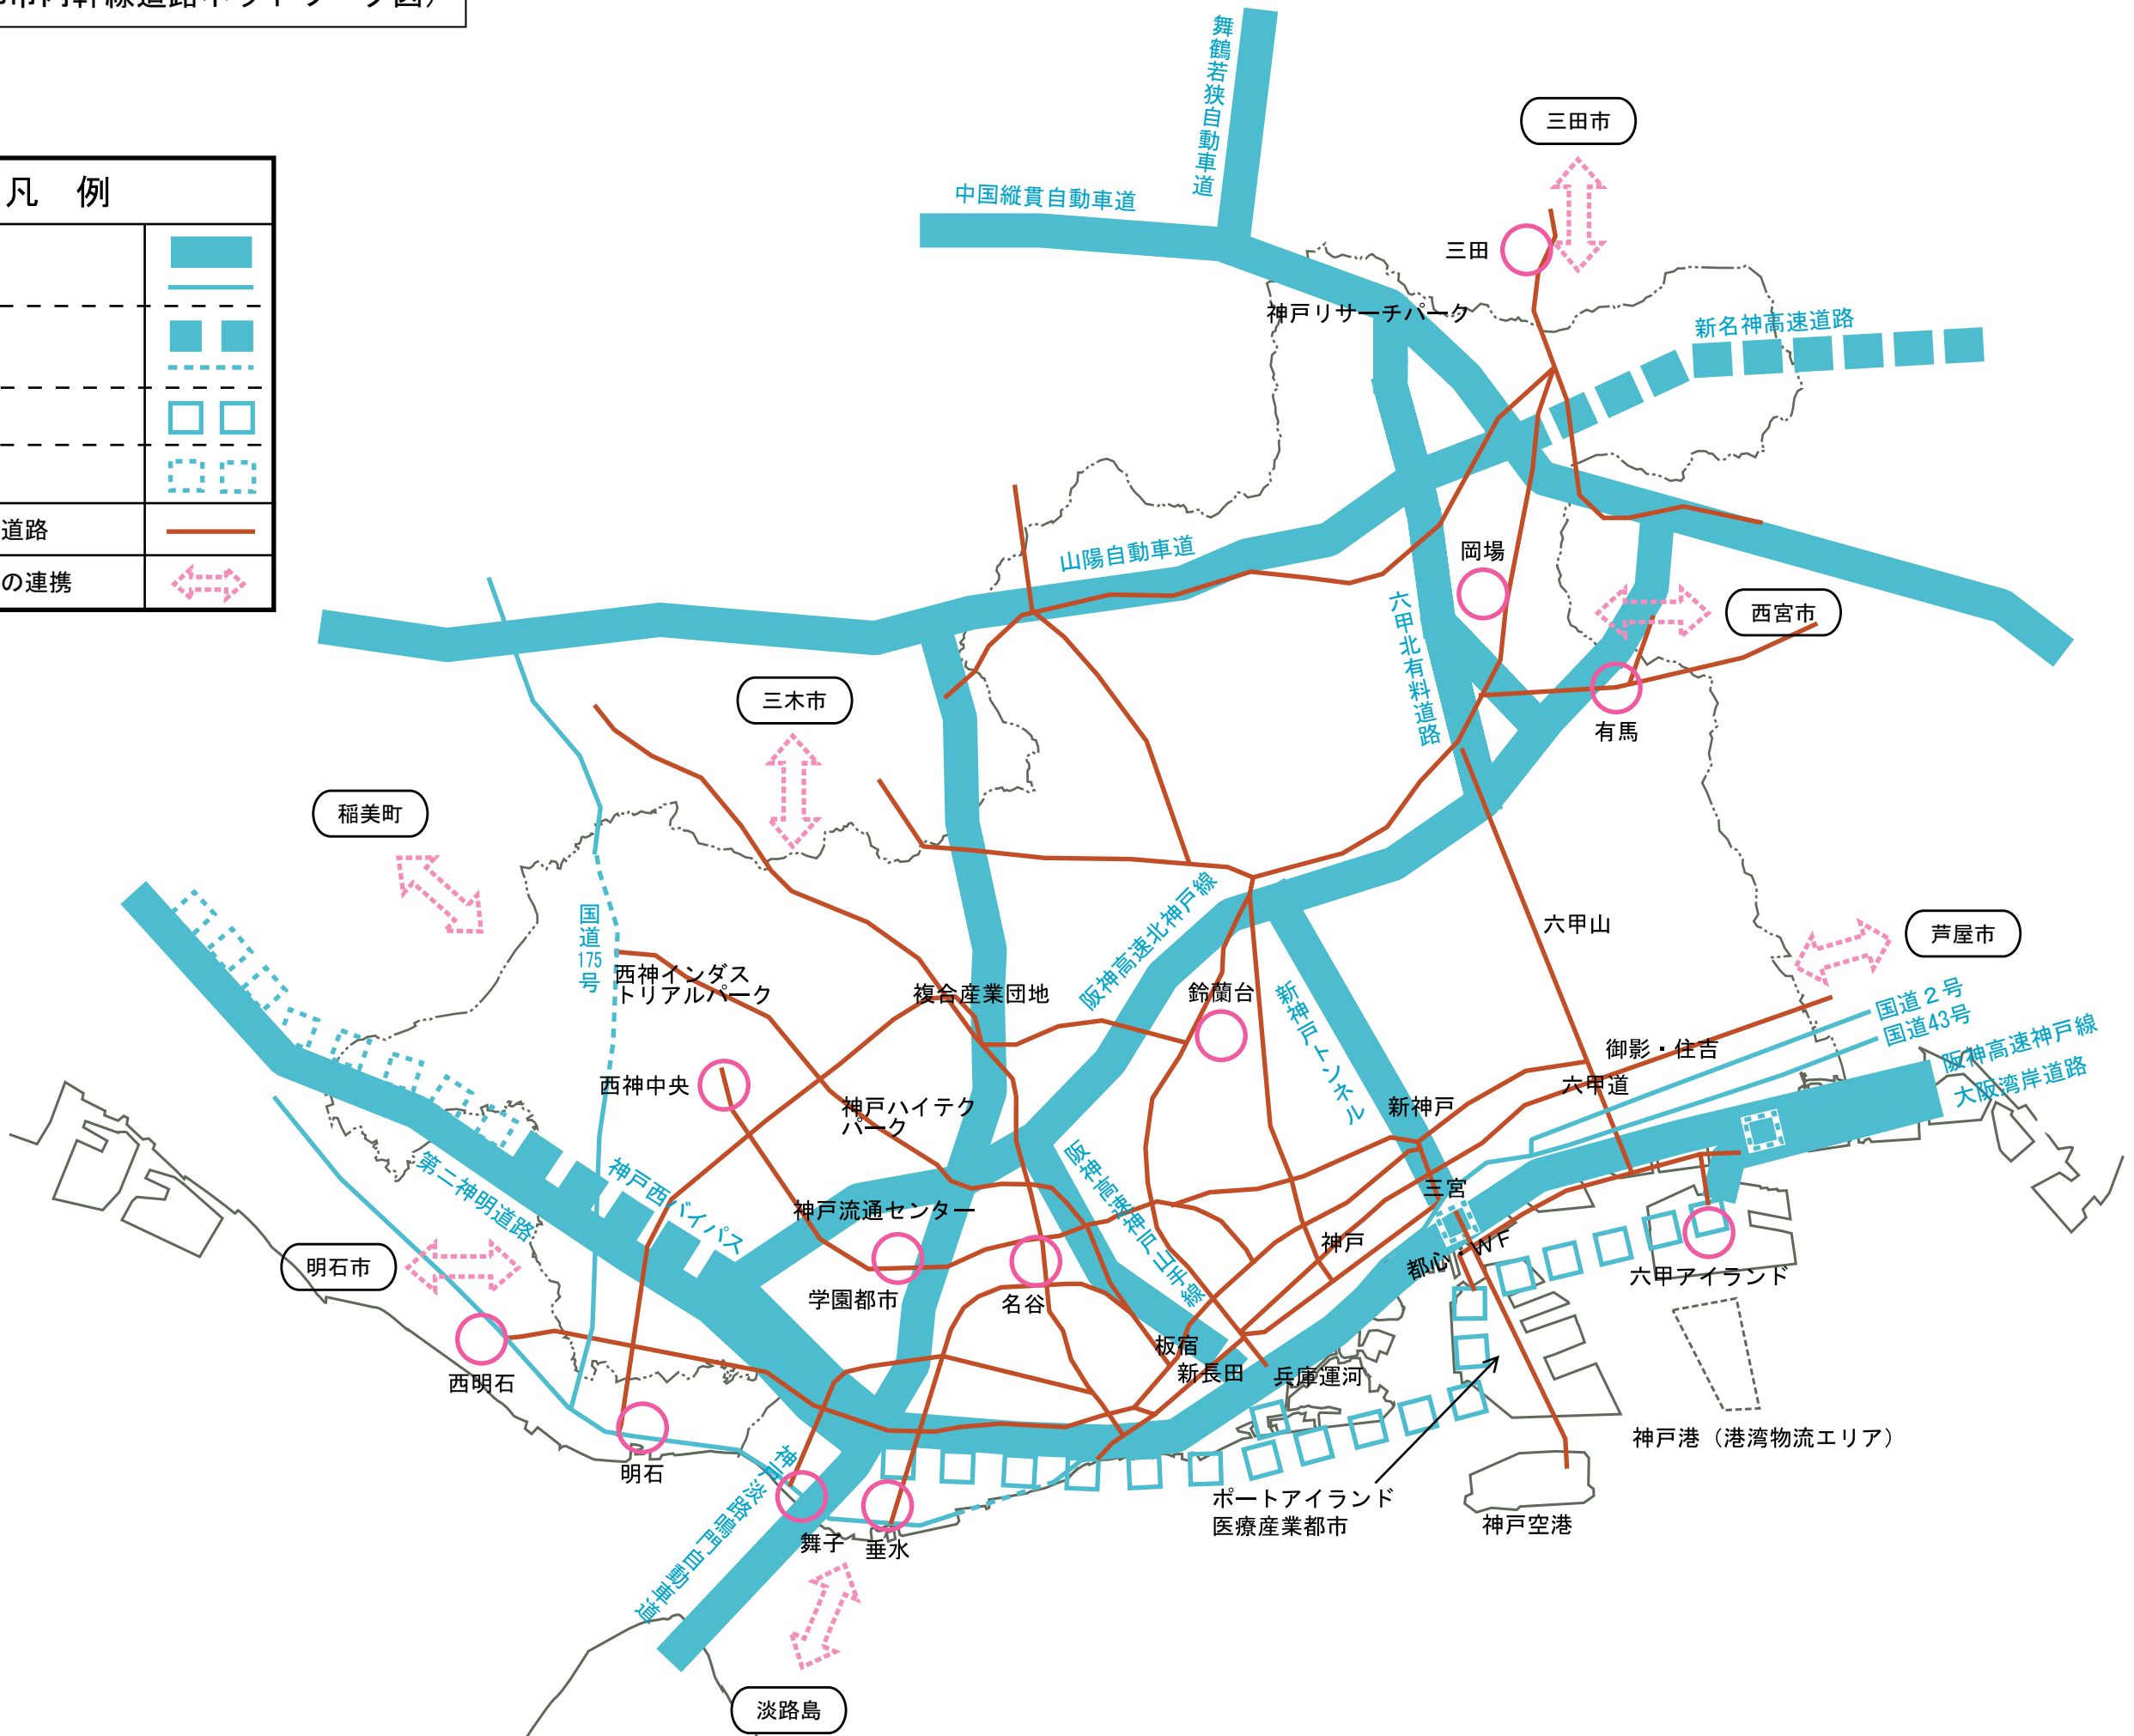 市内幹線道路ネットワーク図）
凡 例
道路
の連携
舞鶴若狭自動車道
三田市
中国縦貫自動車道
三田
神戸リサーチパーク
新名神高速道路
山陽自動車道
岡場
六甲北有料道路
西宮市
三木市
有馬
稲美町
国道175号
阪神高速北神戸線
六甲山
芦屋市
西神インダス
トリアルパーク
複合産業団地
鈴蘭台
新神戸トンネル
国道２号
国道43号
阪神高速神戸線
大阪湾岸道路
御影・住吉
六甲道
西神中央
神戸ハイテク
パーク
新神戸
第二神明道路
神戸西バイパス
阪神高速神戸山手線
三宮
神戸流通センター
神戸
都心・ＷＦ
明石市
六甲アイランド
学園都市
名谷
板宿
新長田
兵庫運河
西明石
神戸港（港湾物流エリア）
明石
神戸淡路鳴門自動車道
ポートアイランド
医療産業都市
神戸空港
舞子
垂水
淡路島